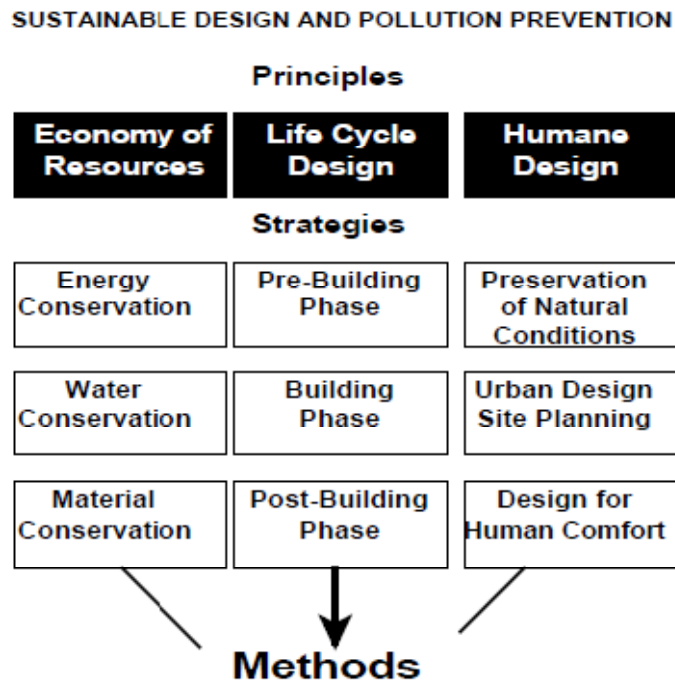 SUSTAINABLE DESIGN AND POLLUTION PREVENTION
Principles
Economy of
Resources
Life Cycle
Design
Humane
Design
Strategies
Energy
Conservation
Pre-Building
Phase
Preservation
of Natural
Conditions
Water
Conservation
Building
Phase
Urban Design
Site Planning
Material
Conservation
Post-Building
Phase
Design for
Human Comfort
Methods